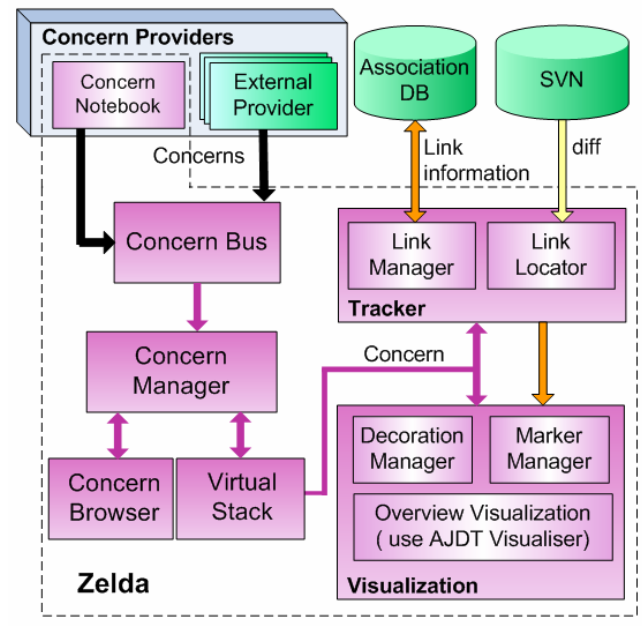 Concern Providers
Concern
Notebook
External
Provider
Association
DB
SVN
Concerns
Link
information
diff
Concern Bus
Link
Manager
Link
Locator
Tracker
Concern
Manager
Concern
Concern
Browser
Virtual
Stack
Decoration
Manager
Marker
Manager
Overview Visualization
( use AJDT Visualiser)
Zelda
Visualization